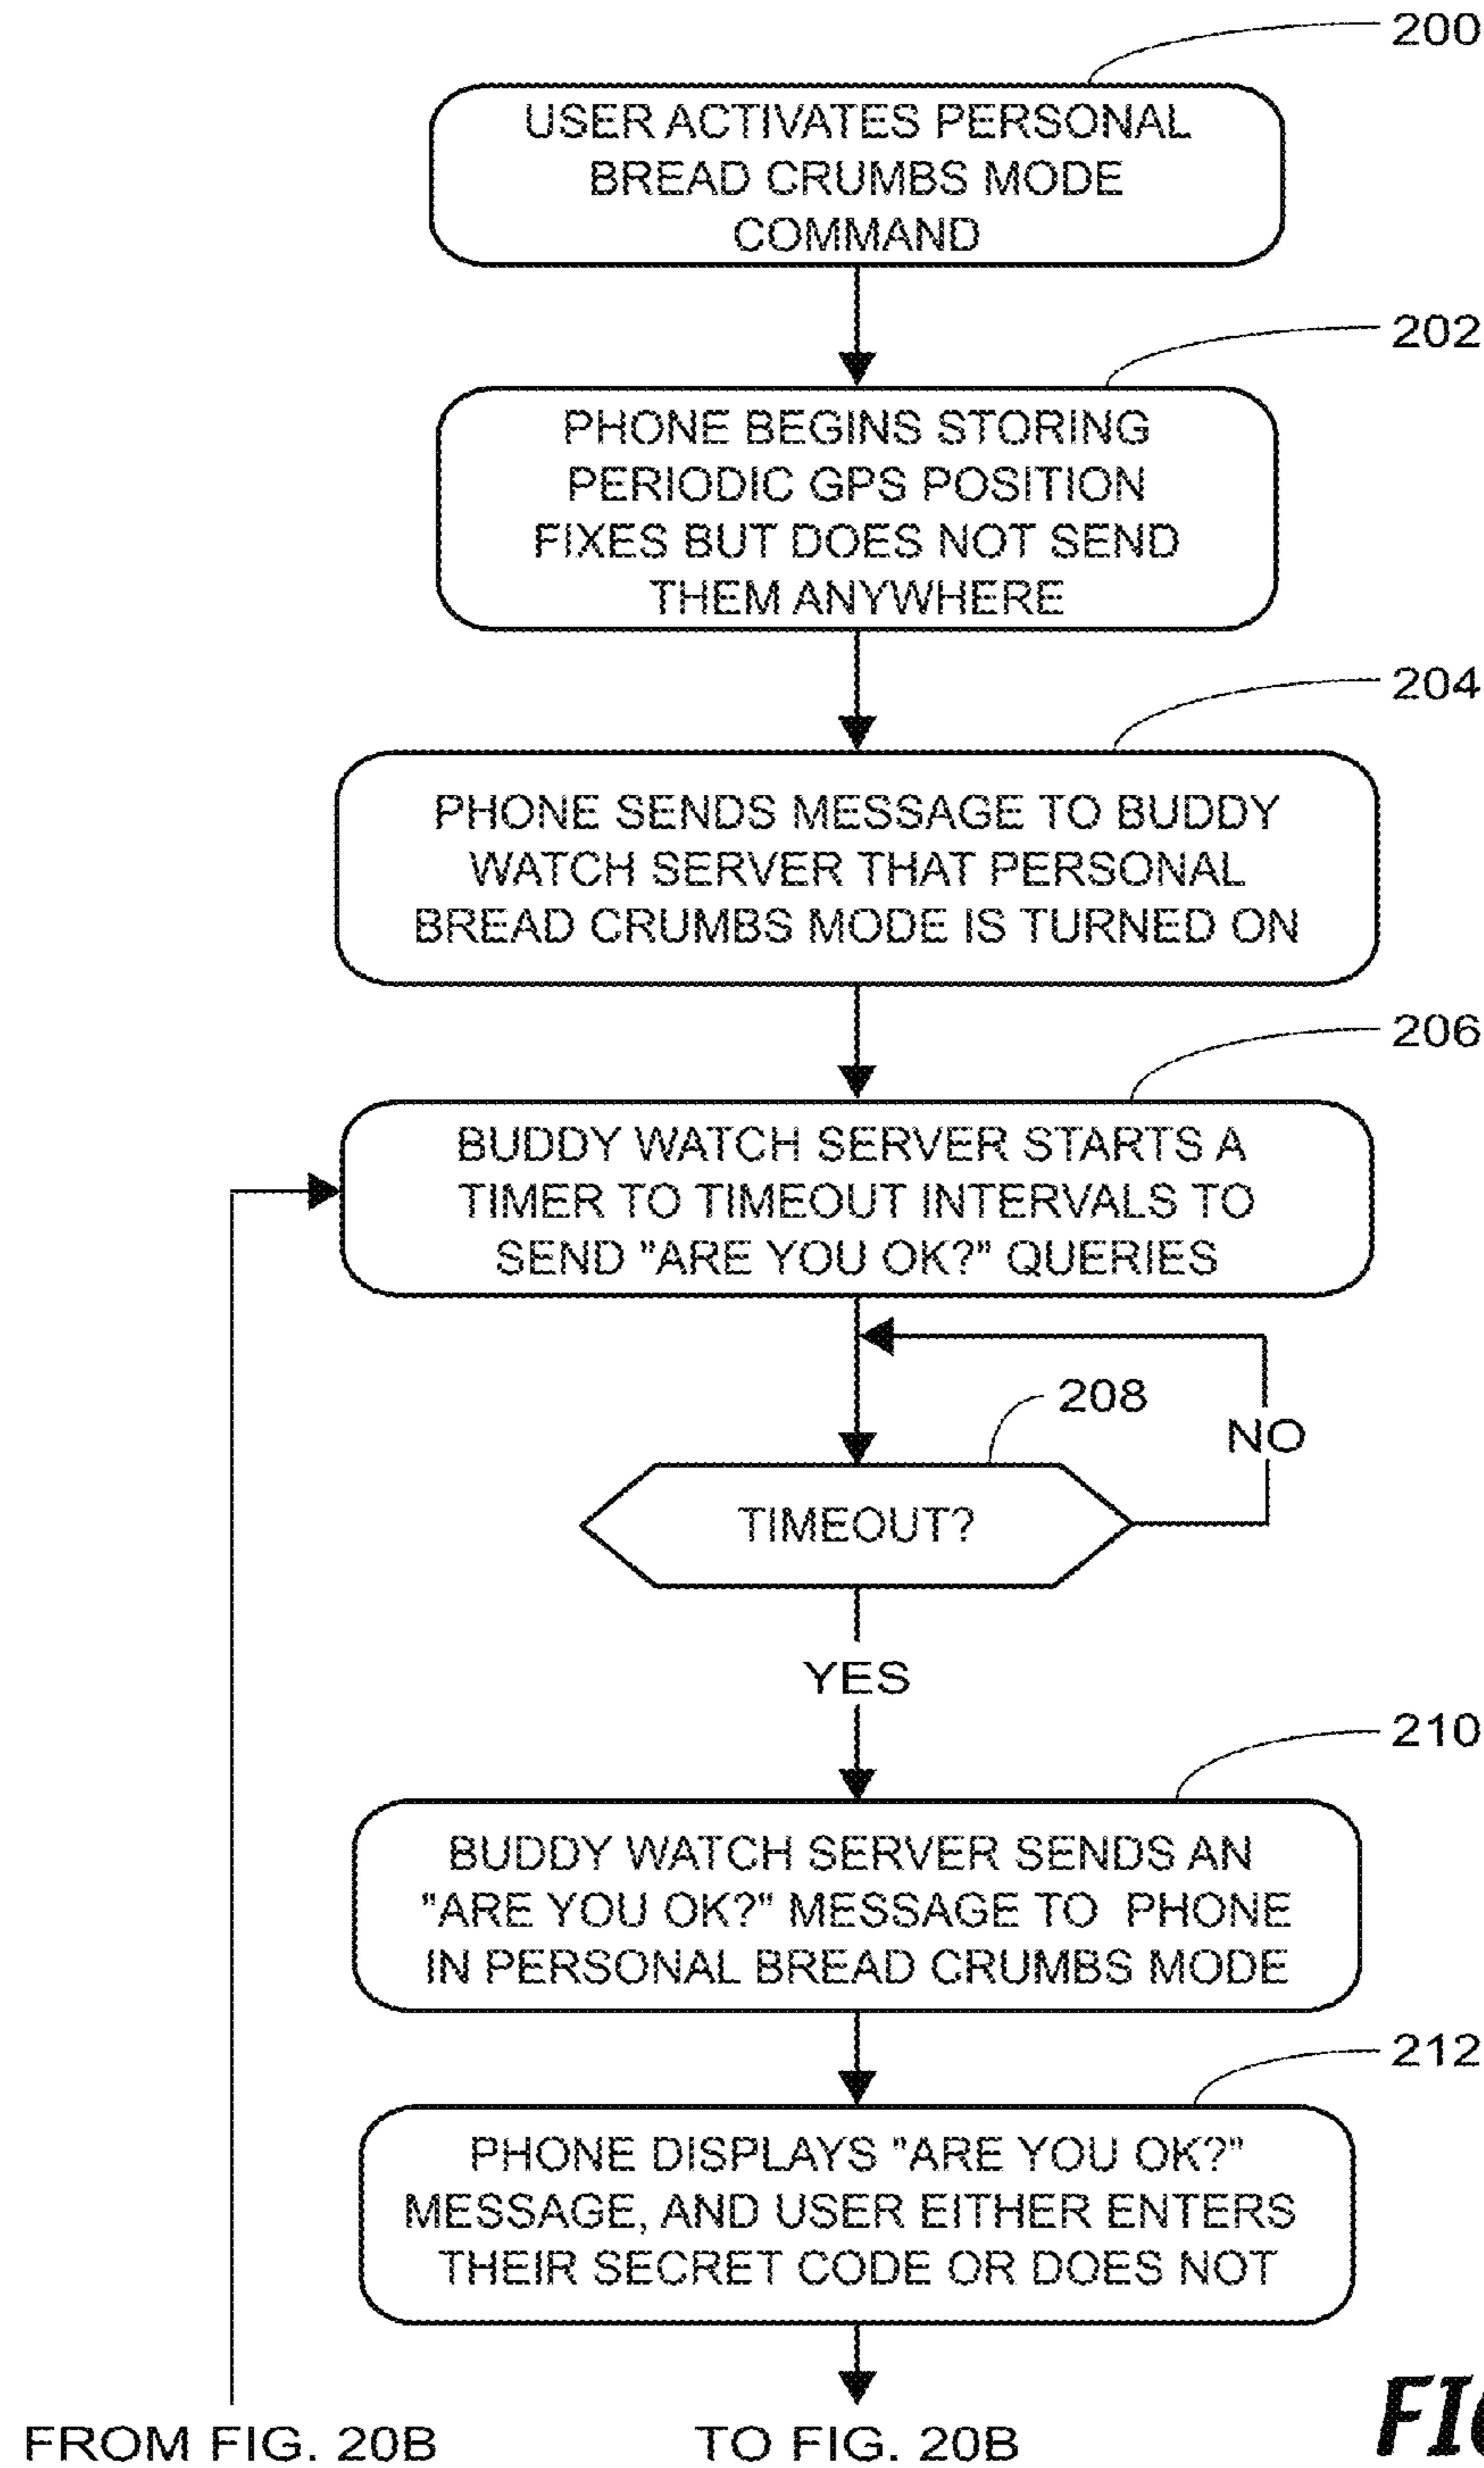 200
USER ACTIVATES PERSONAL
BREAD CRUMBS MODE
COMMAND
202
PHONE BEGINS STORING
PERIODIC GPS POSITION
FIXES BUT DOES NOT SEND
THEM ANYWHERE
204
PHONE SENDS MESSAGE TO BUDDY
WATCH SERVER THAT PERSONAL
BREAD CRUMBS MODE IS TURNED ON
206
BUDDY WATCH SERVER STARTS A
TIMER TO TIMEOUT INTERVALS TO
SEND "ARE YOU OK?" QUERIES
208
NO
TIMEOUT?
YES
210
BUDDY WATCH SERVER SENDS AN
"ARE YOU OK?" MESSAGE TO PHONE
IN PERSONAL BREAD CRUMBS MODE
212
PHONE DISPLAYS "ARE YOU OK?"
MESSAGE, AND USER EITHER ENTERS
THEIR SECRET CODE OR DOES NOT
FROM FIG. 20B
TO FIG. 20B